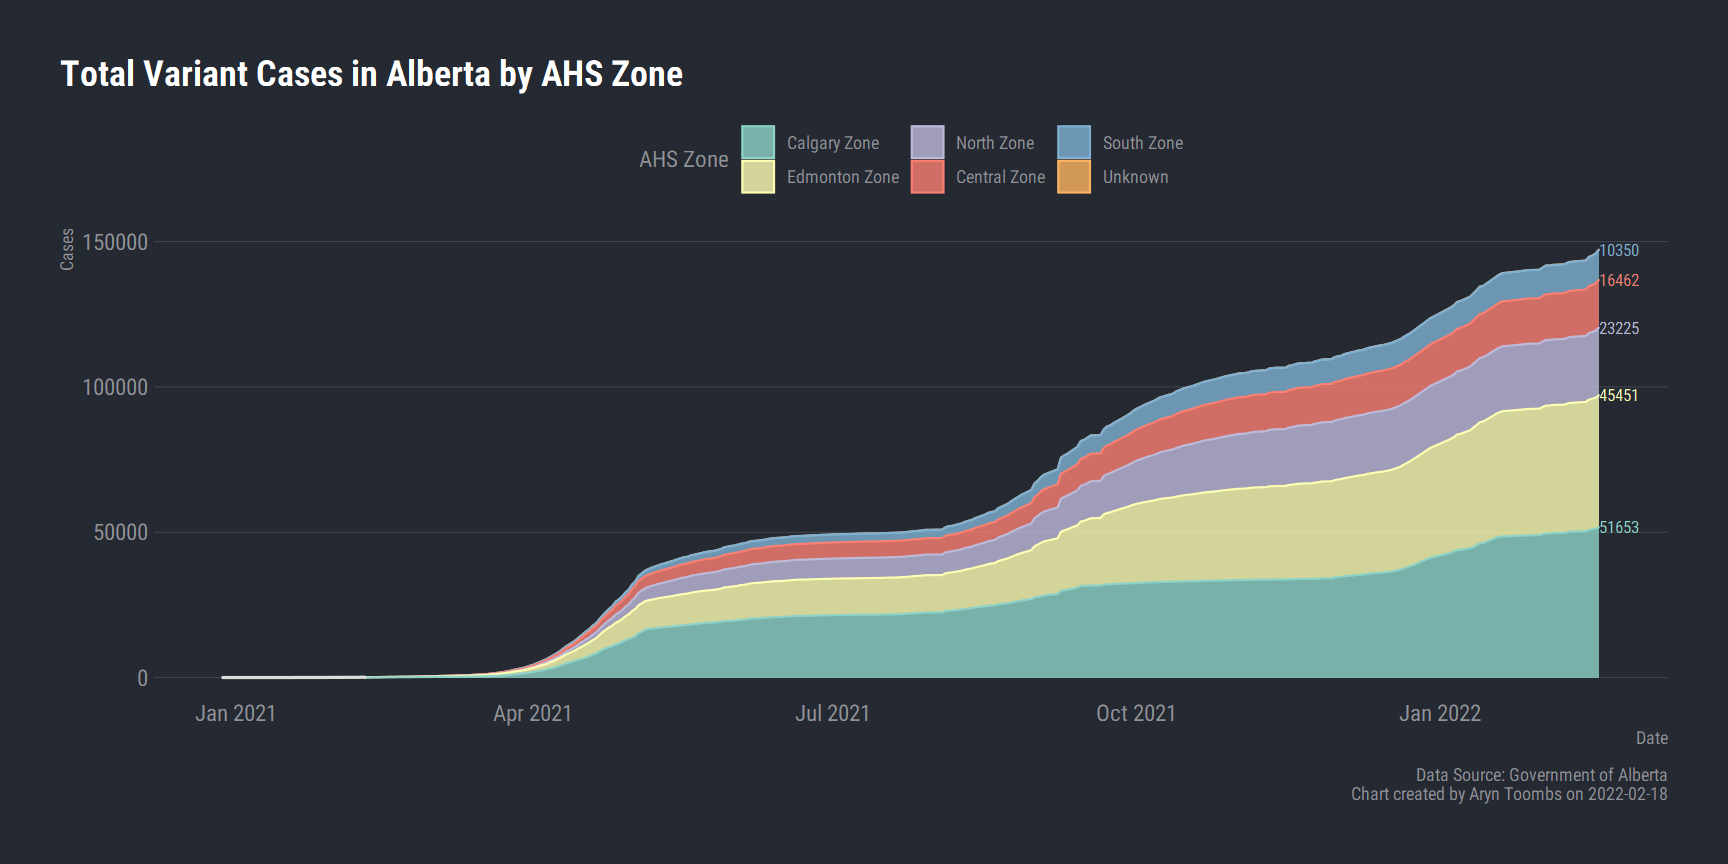 Total Variant Cases in Alberta by AHS Zone
AHS Zone
Calgary Zone
North Zone
South Zone
Edmonton Zone
Central Zone
Unknown
Cases
150000
100000
50000
0
10350
16462
23225
45451
51653
Jan 2021
Apr 2021
Jul 2021
Oct 2021
Jan 2022
Date
Data Source: Government of Alberta
Chart created by Aryn Toombs on 2022-02-18